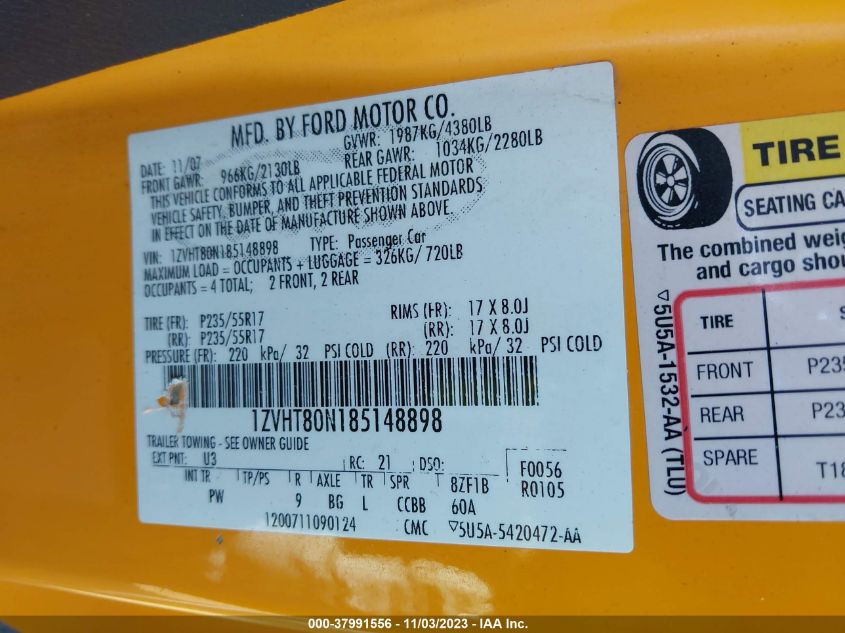 MFD. BY FORD MOTOR CO.
DATE: 11/07 GVWR: 1987KG/4380LB
FRONT GAWR: 966KG/2130LB REAR GAWR: 1034KG/2280LB
THIS VEHICLE CONFORMS TO ALL APPLICABLE FEDERAL MOTOR
VEHICLE SAFETY, BUMPER, AND THEFT PREVENTION STANDARDS
IN EFFECT ON THE DATE OF MANUFACTURE SHOWN ABOVE
VIN: 1ZVHT80N185148898 TYPE: Passenger Car
MAXIMUM LOAD = OCCUPANTS + LUGGAGE = 326KG/ 720LB
OCCUPANTS = 4 TOTAL; 2 FRONT, 2 REAR
TIRE (FR): P235/55R17 RIMS (FR): 17 X 8.0J
(RR): P235/55R17 (RR): 17 X 8.0J
PRESSURE (FR): 220 kPa/ 32 PSI COLD (RR): 220 kPa/ 32 PSI COLD
1ZVHT80N185148898
TRAILER TOWING - SEE OWNER GUIDE
EXT PNT: U3 RC: 21 DSO: F0056
INT TR TP/PS R AXLE TR SPR 8ZF1B R0105
PW 9 BG L CCBB 60A
1200711090124 CMC ▽5U5A-5420472-AA
TIRE
SEATING CA
The combined weig
and cargo shou
▽5U5A-1532-AA (TLU)
TIRE S
FRONT P235
REAR P23
SPARE T18
000-37991556 - 11/03/2023 - IAA Inc.